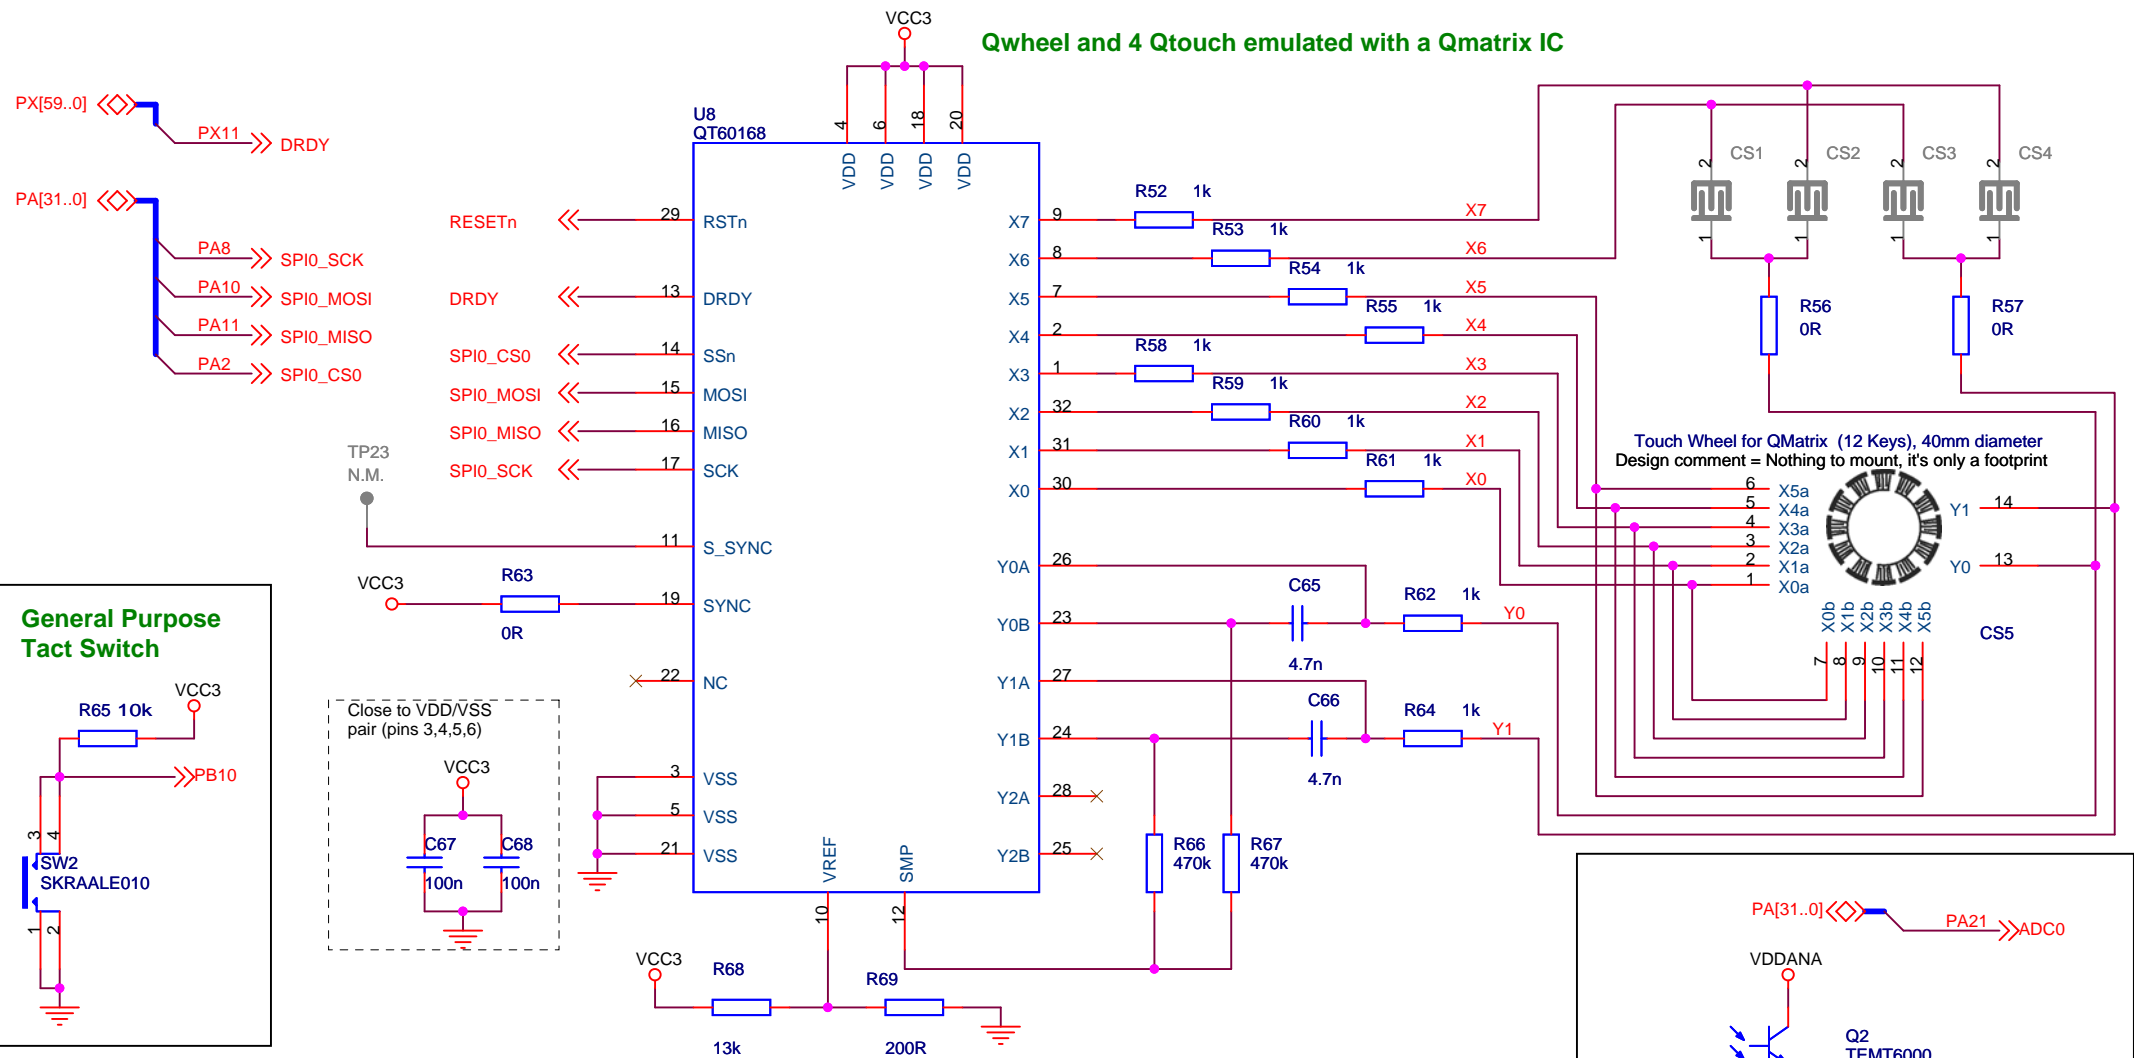 VCC3
Qwheel and 4 Qtouch emulated with a Qmatrix IC
PX[59..0]
PX11
DRDY
PA[31..0]
PA8
SPI0_SCK
PA10
SPI0_MOSI
PA11
SPI0_MISO
PA2
SPI0_CS0
U8
QT60168
4
6
18
20
VDD
VDD
VDD
VDD
RESETn
29
RSTn
DRDY
13
DRDY
SPI0_CS0
14
SSn
SPI0_MOSI
15
MOSI
SPI0_MISO
16
MISO
SPI0_SCK
17
SCK
TP23
N.M.
11
S_SYNC
VCC3
R63
0R
19
SYNC
22
NC
3
VSS
5
VSS
21
VSS
VREF
SMP
10
12
X7
9
R52 1k
X7
X6
8
R53 1k
X6
X5
7
R54 1k
X5
X4
2
R55 1k
X4
X3
1
R58 1k
X3
X2
32
R59 1k
X2
X1
31
R60 1k
X1
X0
30
R61 1k
X0
Y0A
26
Y0B
23
C65
4.7n
R62 1k
Y0
Y1A
27
Y1B
24
C66
4.7n
R64 1k
Y1
Y2A
28
Y2B
25
R66
470k
R67
470k
CS1
CS2
CS3
CS4
2
2
2
2
1
1
1
1
R56
0R
R57
0R
Touch Wheel for QMatrix (12 Keys), 40mm diameter
Design comment = Nothing to mount, it's only a footprint
6
X5a
5
X4a
4
X3a
3
X2a
2
X1a
1
X0a
Y1
14
Y0
13
X0b
X1b
X2b
X3b
X4b
X5b
7
8
9
10
11
12
CS5
General Purpose
Tact Switch
VCC3
R65 10k
PB10
3
4
SW2
SKRAALE010
1
2
Close to VDD/VSS
pair (pins 3,4,5,6)
VCC3
C67
100n
C68
100n
VCC3
R68
13k
R69
200R
PA[31..0]
PA21
ADC0
VDDANA
Q2
TEMT6000